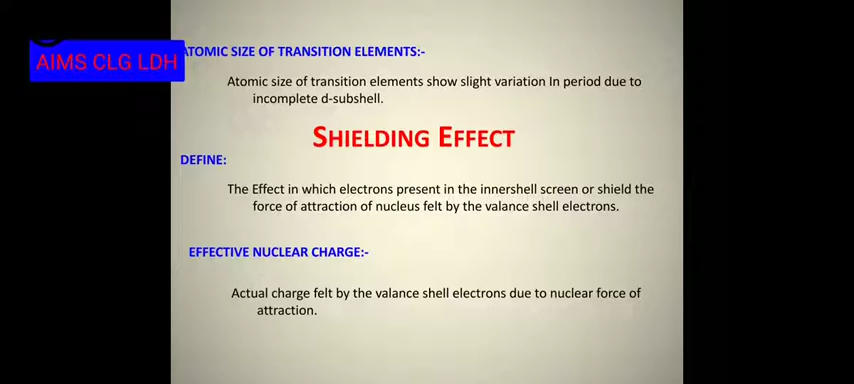 ATOMIC SIZE OF TRANSITION ELEMENTS:-
AIMS CLG LDH
Atomic size of transition elements show slight variation In period due to
incomplete d-subshell.
SHIELDING EFFECT
DEFINE:
The Effect in which electrons present in the innershell screen or shield the
force of attraction of nucleus felt by the valance shell electrons.
EFFECTIVE NUCLEAR CHARGE:-
Actual charge felt by the valance shell electrons due to nuclear force of
attraction.